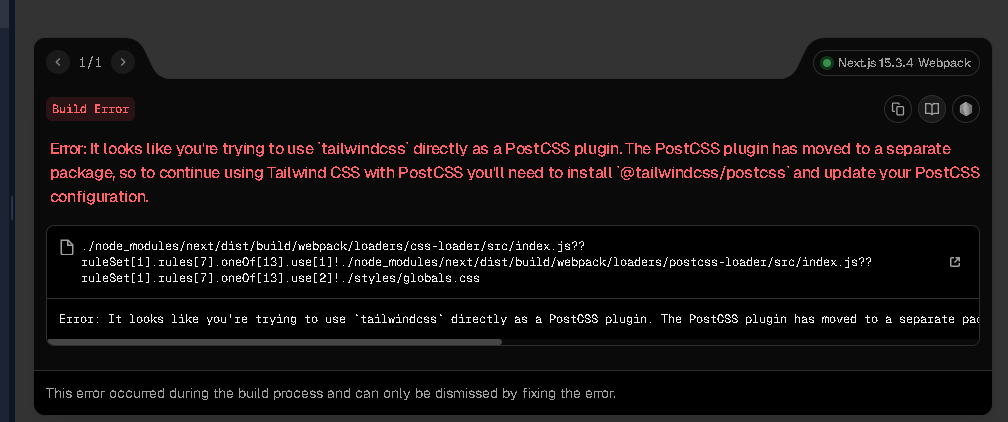 1/1
Next.js 15.3.4 Webpack
Build Error
Error: It looks like you're trying to use `tailwindcss` directly as a PostCSS plugin. The PostCSS plugin has moved to a separate
package, so to continue using Tailwind CSS with PostCSS you'll need to install `@tailwindcss/postcss` and update your PostCSS
configuration.
./node_modules/next/dist/build/webpack/loaders/css-loader/src/index.js??
ruleSet[1].rules[7].oneOf[13].use[1]!./node_modules/next/dist/build/webpack/loaders/postcss-loader/src/index.js??
ruleSet[1].rules[7].oneOf[13].use[2]!./styles/globals.css
Error: It looks like you're trying to use `tailwindcss` directly as a PostCSS plugin. The PostCSS plugin has moved to a separate
This error occurred during the build process and can only be dismissed by fixing the error.